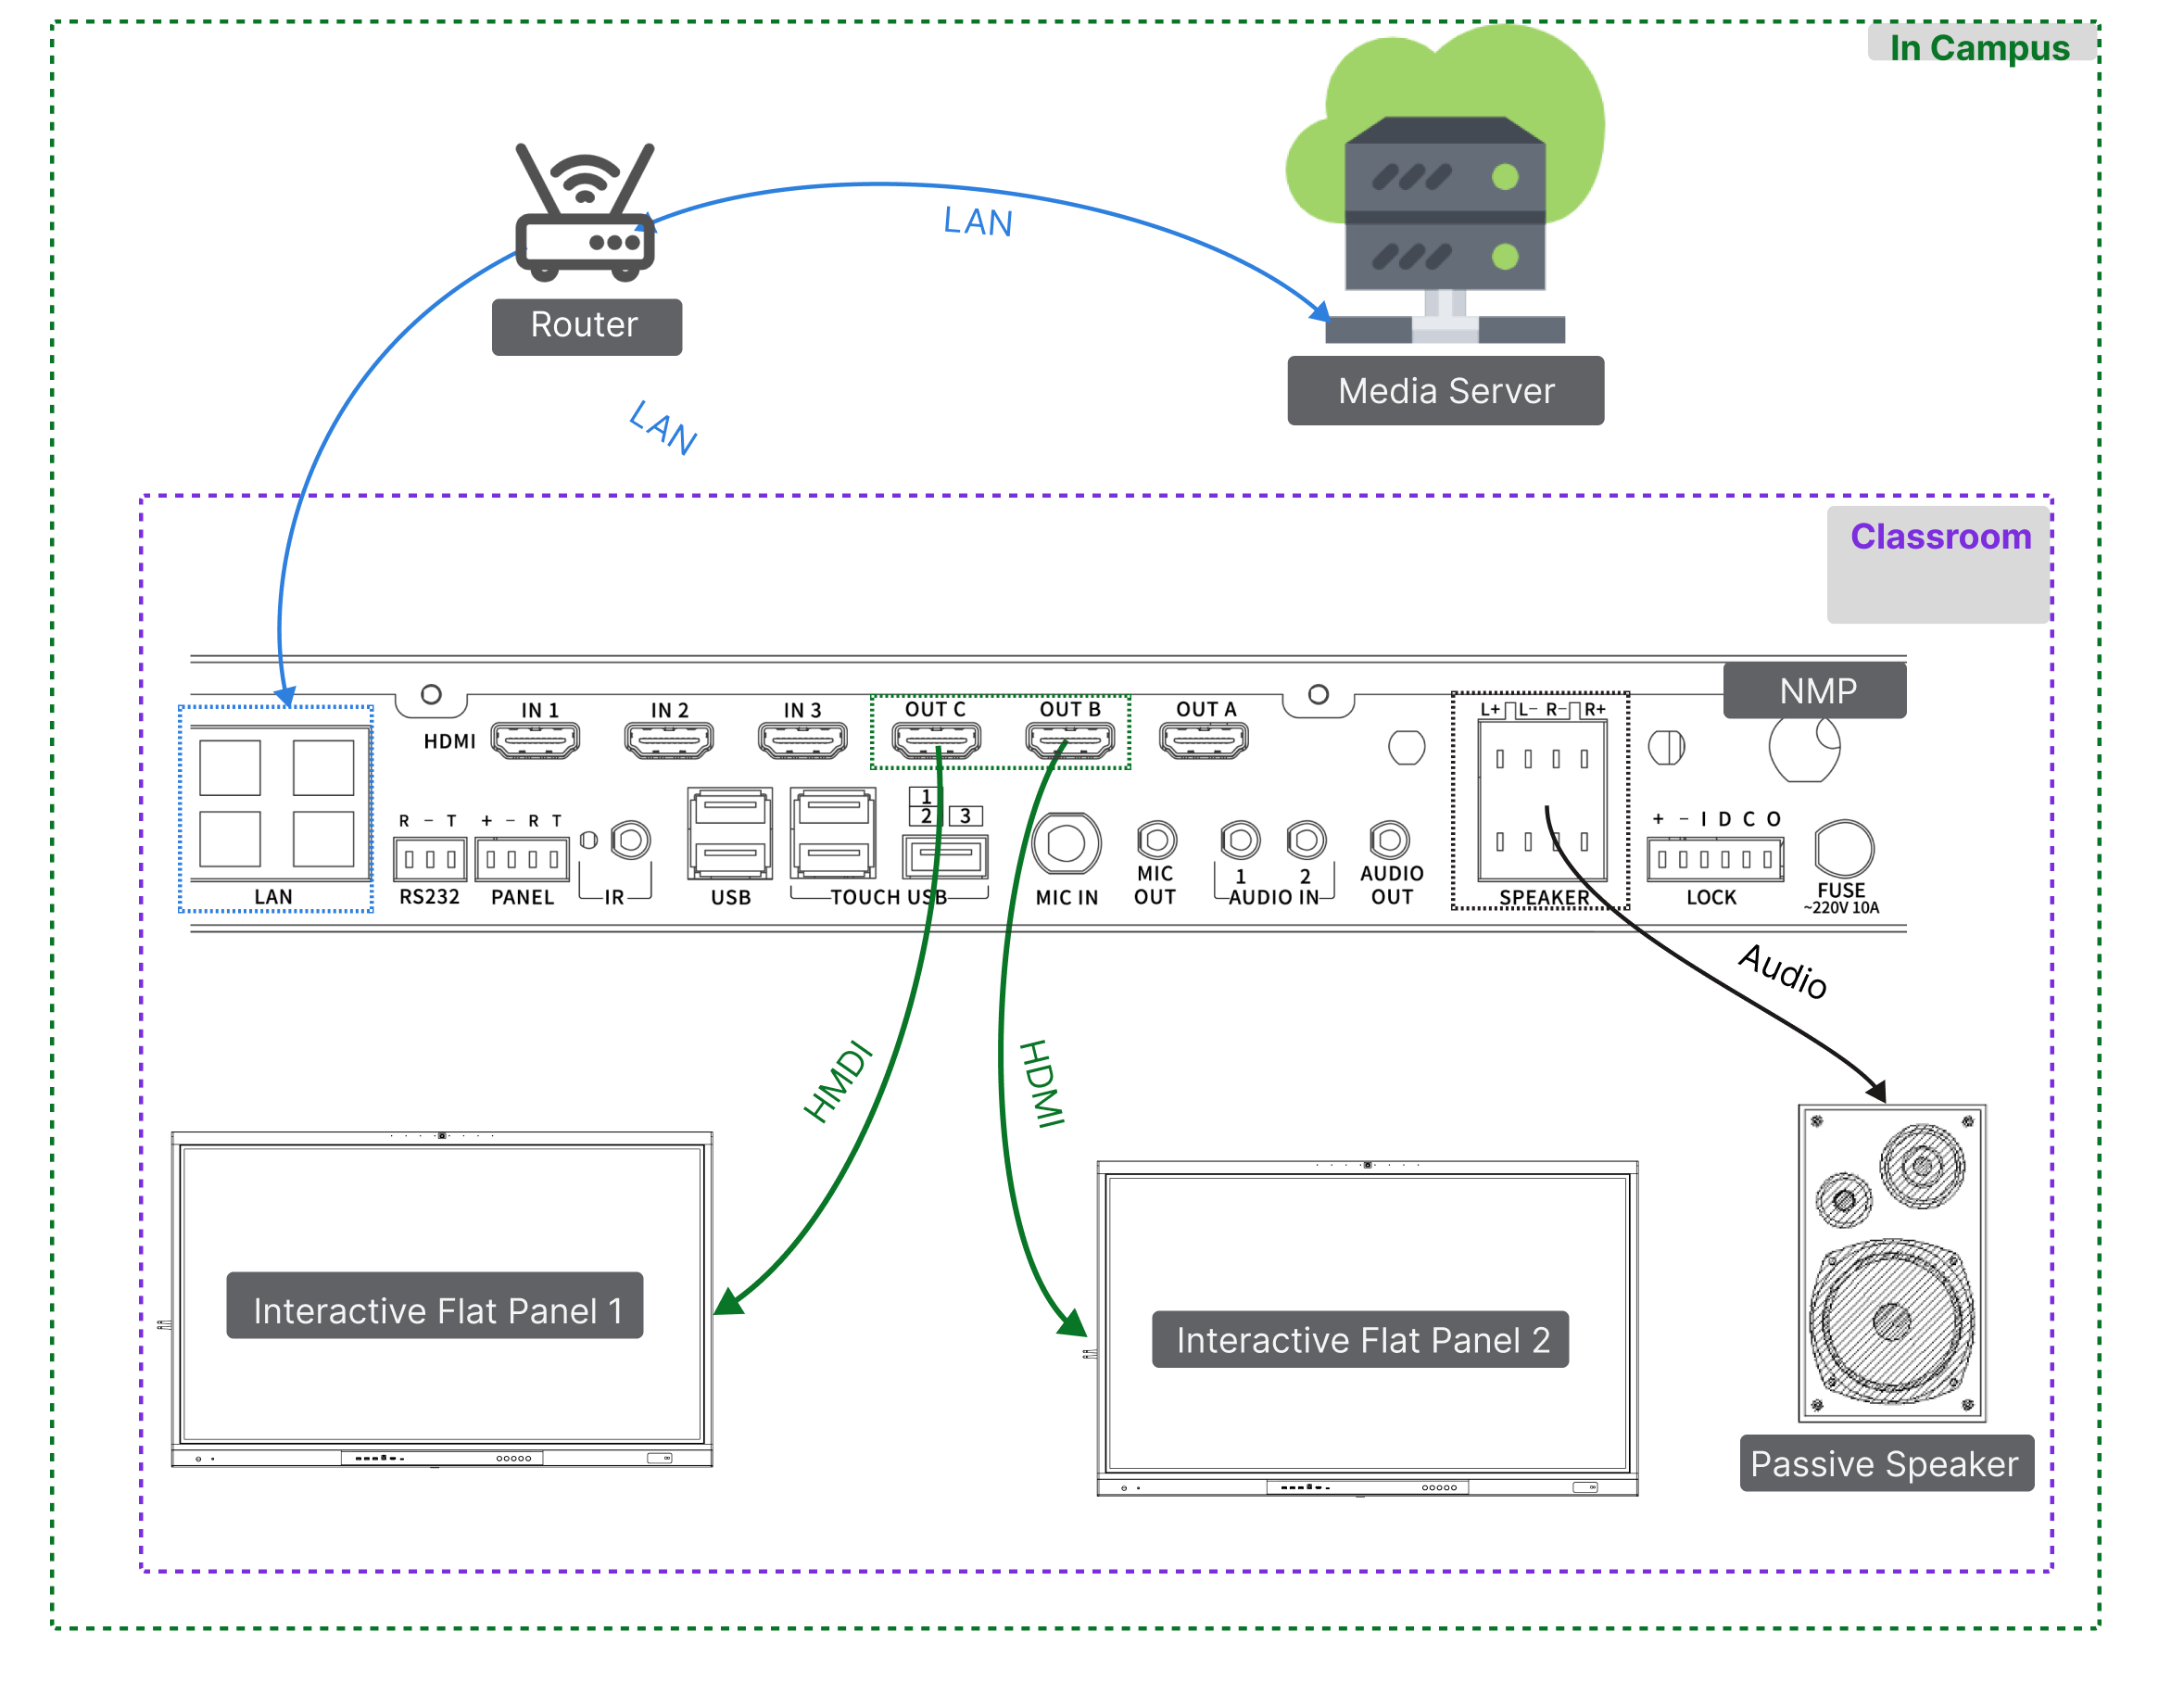 In Campus
LAN
Router
Media Server
LAN
Classroom
NMP
IN 1
IN 2
IN 3
OUT C
OUT B
OUT A
L+ L- R- R+
HDMI
1
2
3
R - T
+ - R T
+ - I D C O
LAN
RS232
PANEL
IR
USB
TOUCH USB
MIC IN
MIC
OUT
1
2
AUDIO IN
AUDIO
OUT
SPEAKER
LOCK
FUSE
~220V 10A
Audio
HMDI
HDMI
Interactive Flat Panel 1
Interactive Flat Panel 2
Passive Speaker